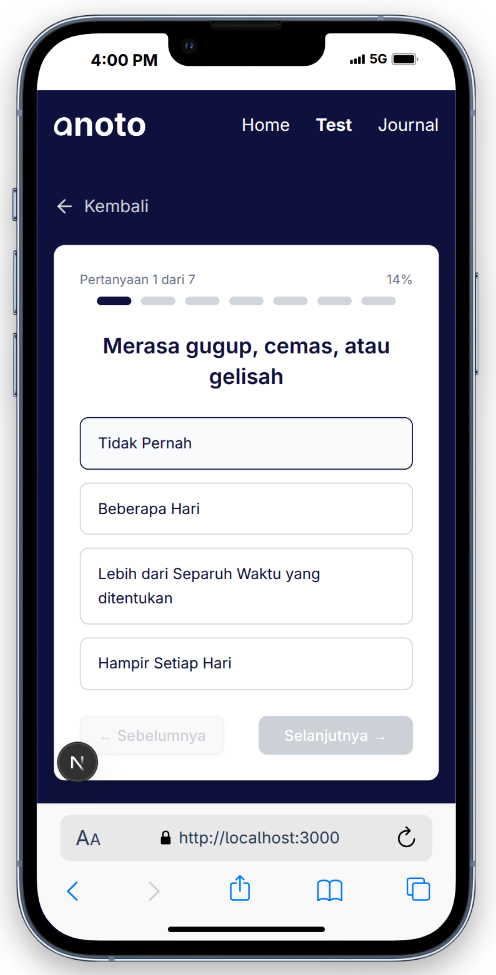 4:00 PM 5G
anoto Home Test Journal
← Kembali
Pertanyaan 1 dari 7 14%
Merasa gugup, cemas, atau
gelisah
Tidak Pernah
Beberapa Hari
Lebih dari Separuh Waktu yang
ditentukan
Hampir Setiap Hari
← Sebelumnya Selanjutnya →
N
AA http://localhost:3000